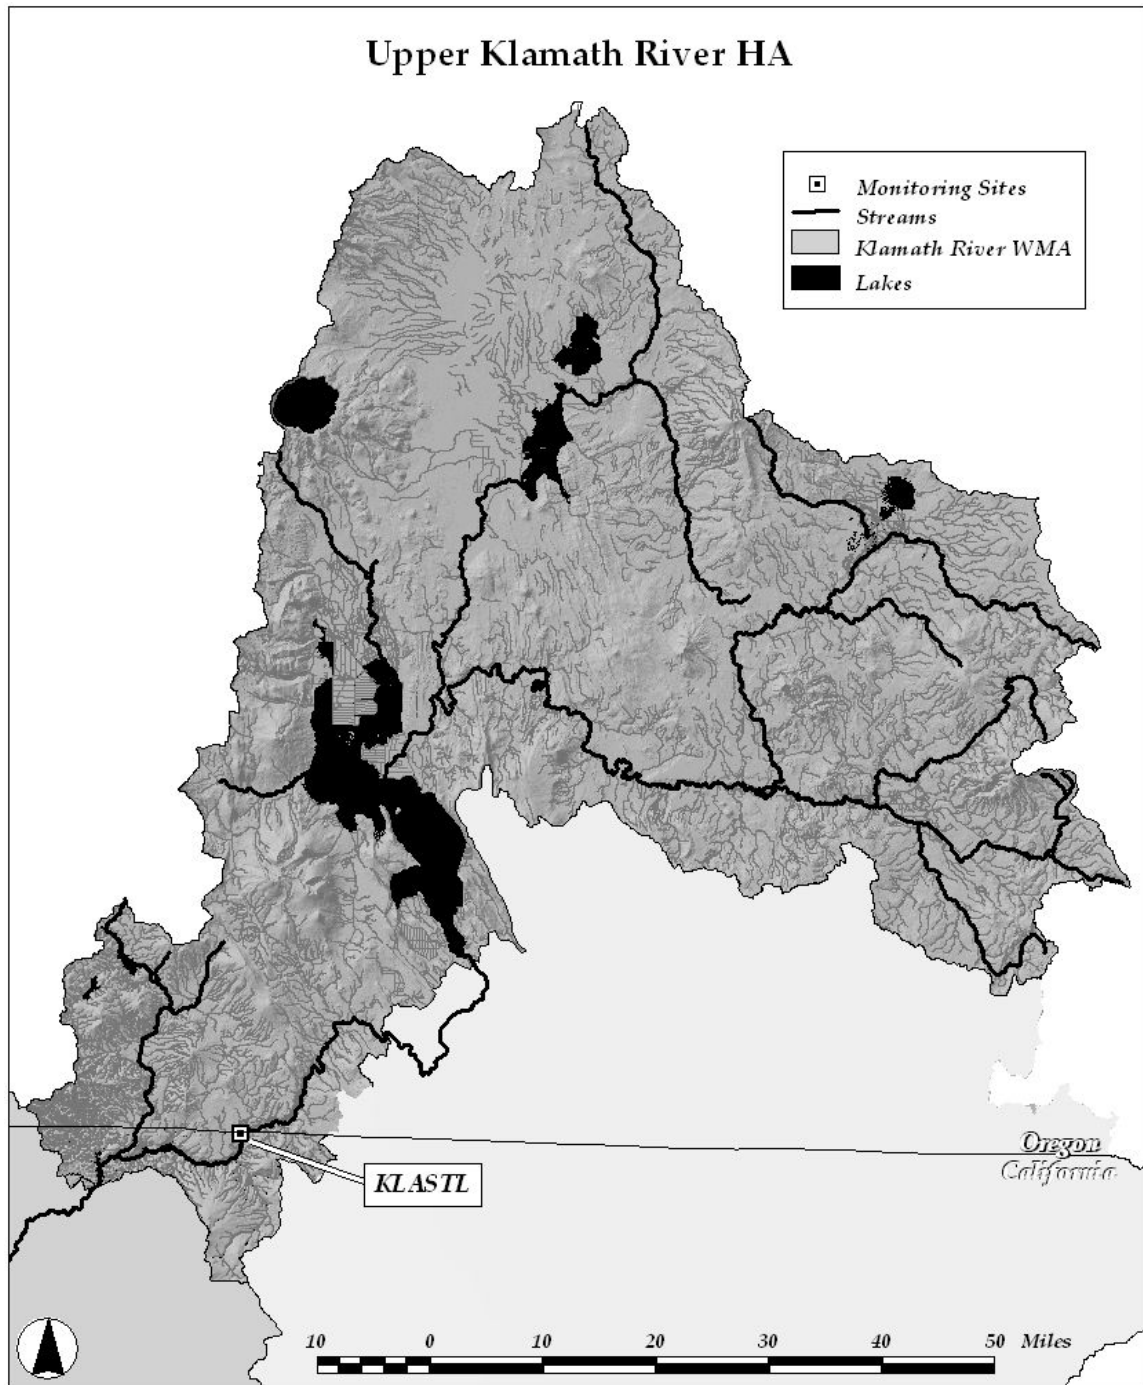 Upper Klamath River HA
Monitoring Sites
Streams
Klamath River WMA
Lakes
Oregon
California
KLASTL
10 0 10 20 30 40 50 Miles